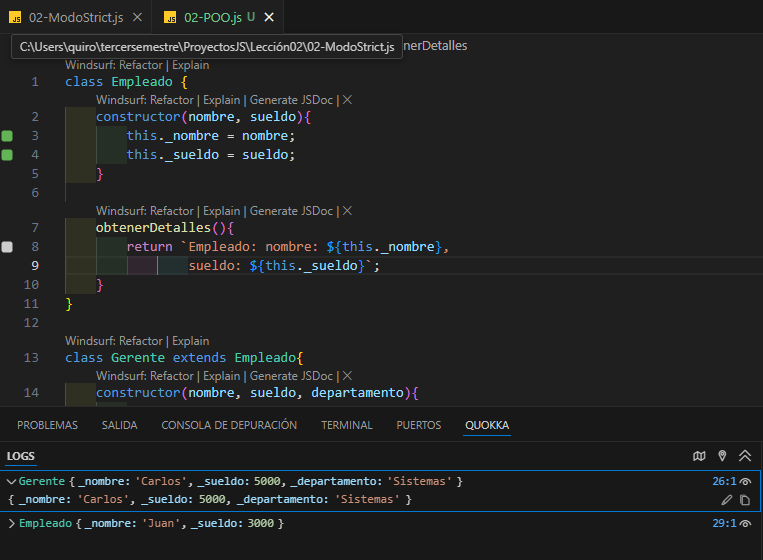 JS 02-ModoStrict.js
JS 02-POO.js U
C:\Users\quiro\tercersemestre\ProyectosJS\Lección02\02-ModoStrict.js
nerDetalles
Windsurf: Refactor | Explain
1 class Empleado {
Windsurf: Refactor | Explain | Generate JSDoc | X
2 constructor(nombre, sueldo){
3 this._nombre = nombre;
4 this._sueldo = sueldo;
5 }
6
Windsurf: Refactor | Explain | Generate JSDoc | X
7 obtenerDetalles(){
8 return `Empleado: nombre: ${this._nombre},
9 sueldo: ${this._sueldo}`;
10 }
11 }
12
Windsurf: Refactor | Explain
13 class Gerente extends Empleado{
Windsurf: Refactor | Explain | Generate JSDoc | X
14 constructor(nombre, sueldo, departamento){
PROBLEMAS SALIDA CONSOLA DE DEPURACIÓN TERMINAL PUERTOS QUOKKA
LOGS
Gerente { _nombre: 'Carlos', _sueldo: 5000, _departamento: 'Sistemas' } 26:1
{ _nombre: 'Carlos', _sueldo: 5000, _departamento: 'Sistemas' }
Empleado { _nombre: 'Juan', _sueldo: 3000 } 29:1